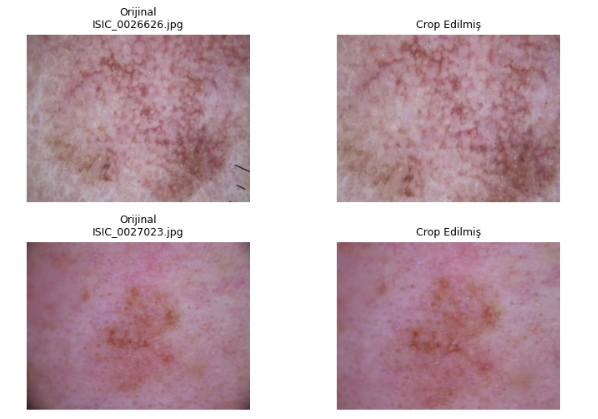 Orijinal
ISIC_0026626.jpg
Crop Edilmiş
Orijinal
ISIC_0027023.jpg
Crop Edilmiş